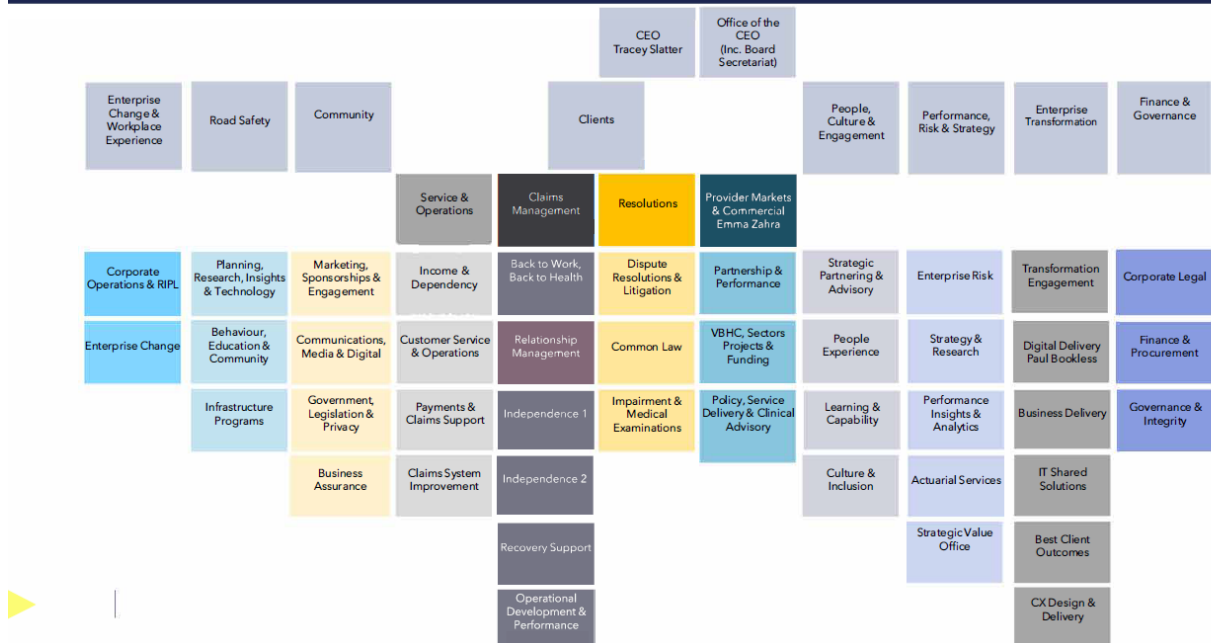 CEO
Tracey Slatter
Office of the
CEO
(Inc. Board
Secretariat)
Enterprise
Change &
Workplace
Experience
Road Safety
Community
Clients
People,
Culture &
Engagement
Performance,
Risk & Strategy
Enterprise
Transformation
Finance &
Governance
Service &
Operations
Claims
Management
Resolutions
Provider Markets
& Commercial
Emma Zahra
Corporate
Operations & RIPL
Planning,
Research, Insights
& Technology
Marketing,
Sponsorships &
Engagement
Income &
Dependency
Back to Work,
Back to Health
Dispute
Resolutions &
Litigation
Partnership &
Performance
Strategic
Partnering &
Advisory
Enterprise Risk
Transformation
Engagement
Corporate Legal
Enterprise Change
Behaviour,
Education &
Community
Communications,
Media & Digital
Customer Service
& Operations
Relationship
Management
Common Law
VBHC, Sectors
Projects &
Funding
People
Experience
Strategy &
Research
Digital Delivery
Paul Bookless
Finance &
Procurement
Infrastructure
Programs
Government,
Legislation &
Privacy
Payments &
Claims Support
Independence 1
Impairment &
Medical
Examinations
Policy, Service
Delivery & Clinical
Advisory
Learning &
Capability
Performance
Insights &
Analytics
Business Delivery
Governance &
Integrity
Business
Assurance
Claims System
Improvement
Independence 2
Culture &
Inclusion
Actuarial Services
IT Shared
Solutions
Recovery Support
Strategic Value
Office
Best Client
Outcomes
Operational
Development &
Performance
CX Design &
Delivery